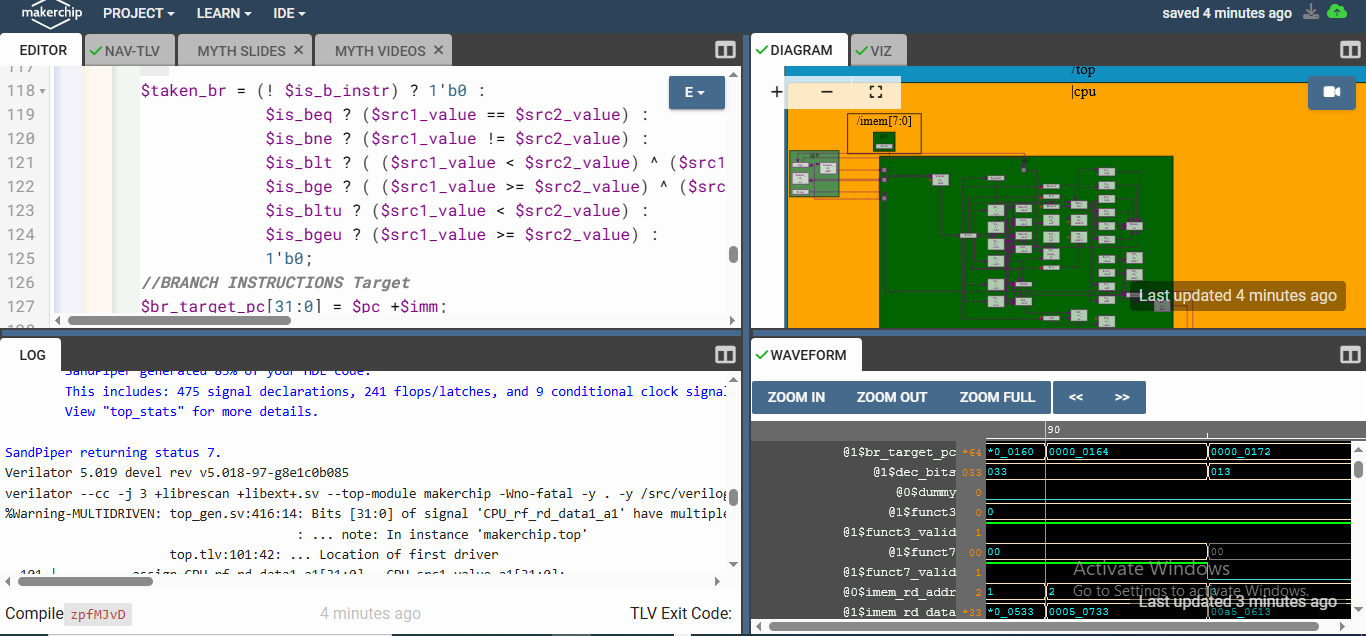 makerchip PROJECT LEARN IDE saved 4 minutes ago
EDITOR NAV-TLV MYTH SLIDES × MYTH VIDEOS ×
117
118 $taken_br = (! $is_b_instr) ? 1'b0 :
119 $is_beq ? ($src1_value == $src2_value) :
120 $is_bne ? ($src1_value != $src2_value) :
121 $is_blt ? ( ($src1_value < $src2_value) ^ ($src1
122 $is_bge ? ( ($src1_value >= $src2_value) ^ ($src
123 $is_bltu ? ($src1_value < $src2_value) :
124 $is_bgeu ? ($src1_value >= $src2_value) :
125 1'b0;
126 //BRANCH INSTRUCTIONS Target
127 $br_target_pc[31:0] = $pc +$imm;
E
DIAGRAM VIZ
/top
|cpu
+ −
/imem[7:0]
Last updated 4 minutes ago
LOG
SandPiper generated 85% of your HDL code.
This includes: 475 signal declarations, 241 flops/latches, and 9 conditional clock signal
View "top_stats" for more details.
SandPiper returning status 7.
Verilator 5.019 devel rev v5.018-97-g8e1c0b085
verilator --cc -j 3 +librescan +libext+.sv --top-module makerchip -Wno-fatal -y . -y /src/verilog
%Warning-MULTIDRIVEN: top_gen.sv:416:14: Bits [31:0] of signal 'CPU_rf_rd_data1_a1' have multiple
: ... note: In instance 'makerchip.top'
top.tlv:101:42: ... Location of first driver
101 | assign CPU_rf_rd_data1_a1[31:0] = CPU_src1_value_a1[31:0];
Compile zpfMJvD 4 minutes ago TLV Exit Code:
WAVEFORM
ZOOM IN ZOOM OUT ZOOM FULL << >>
90
@1$br_target_pc *64 *0_0160 0000_0164 0000_0172
@1$dec_bits 033 033 013
@0$dummy 0
@1$funct3 0 0
@1$funct3_valid 1
@1$funct7 00 00 00
@1$funct7_valid 1
@0$imem_rd_addr 2 1 2 3
@1$imem_rd_data *33 *0_0533 0005_0733 00a5_0613
Activate Windows
Go to Settings to activate Windows.
Last updated 3 minutes ago